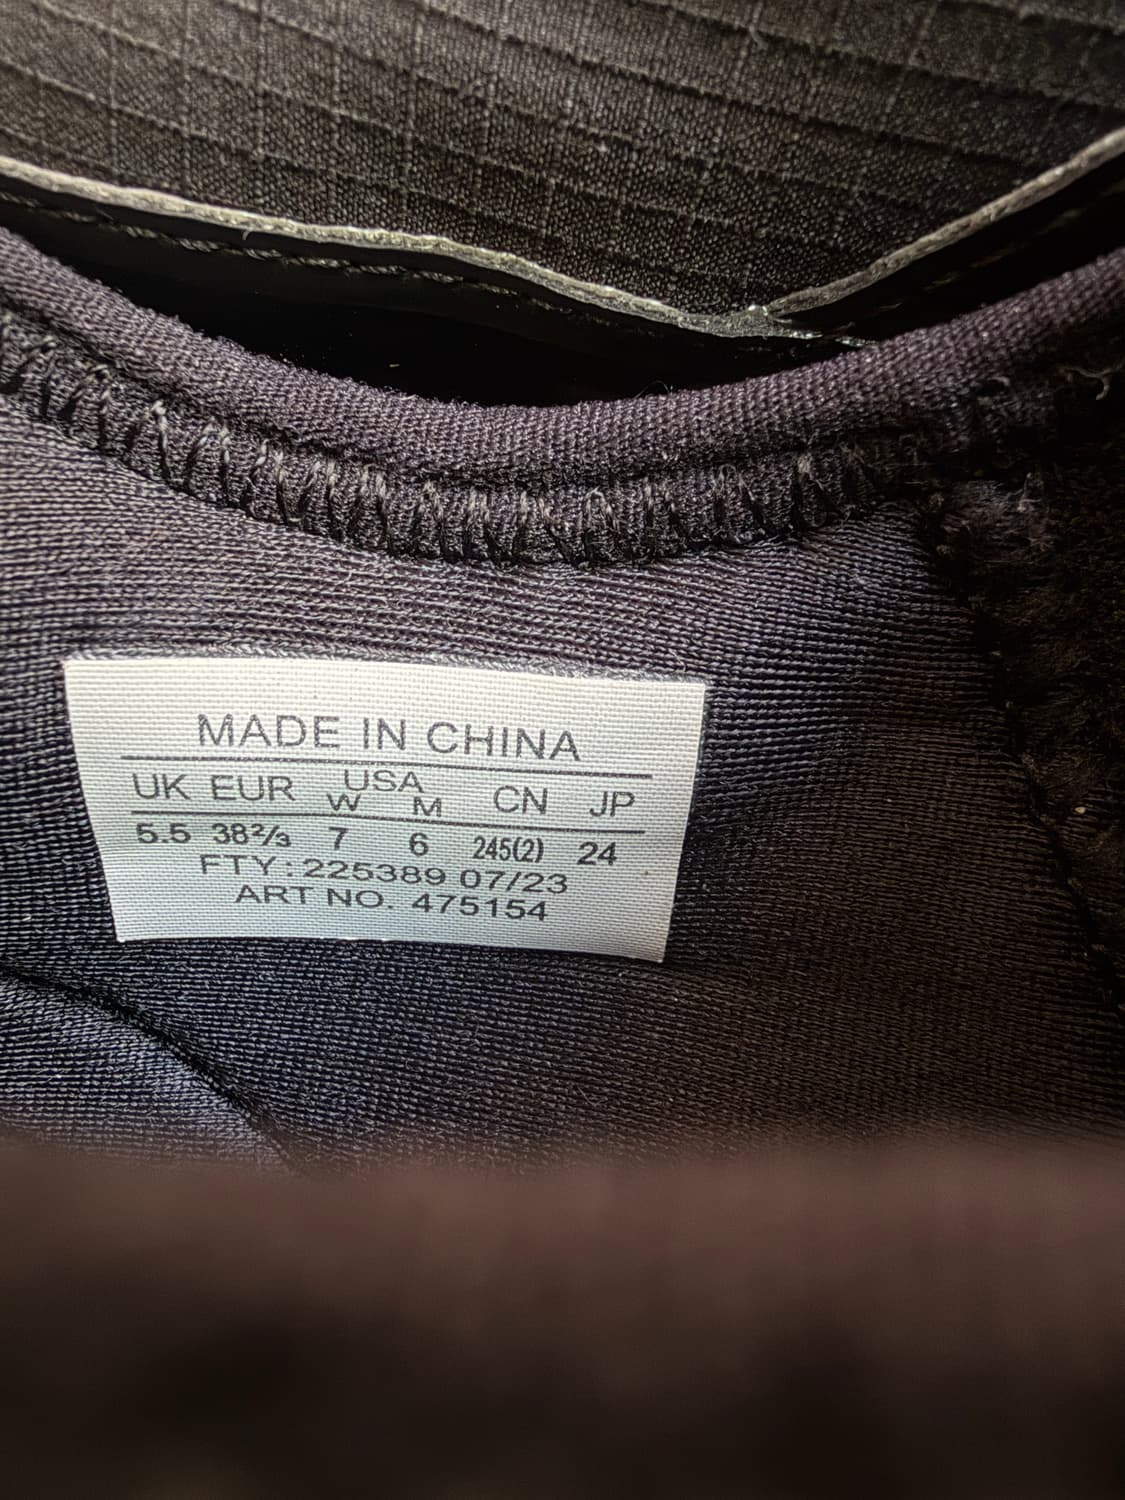 MADE IN CHINA
UK EUR USA CN JP
W M
5.5 38⅔ 7 6 245(2) 24
FTY: 225389 07/23
ART NO. 475154